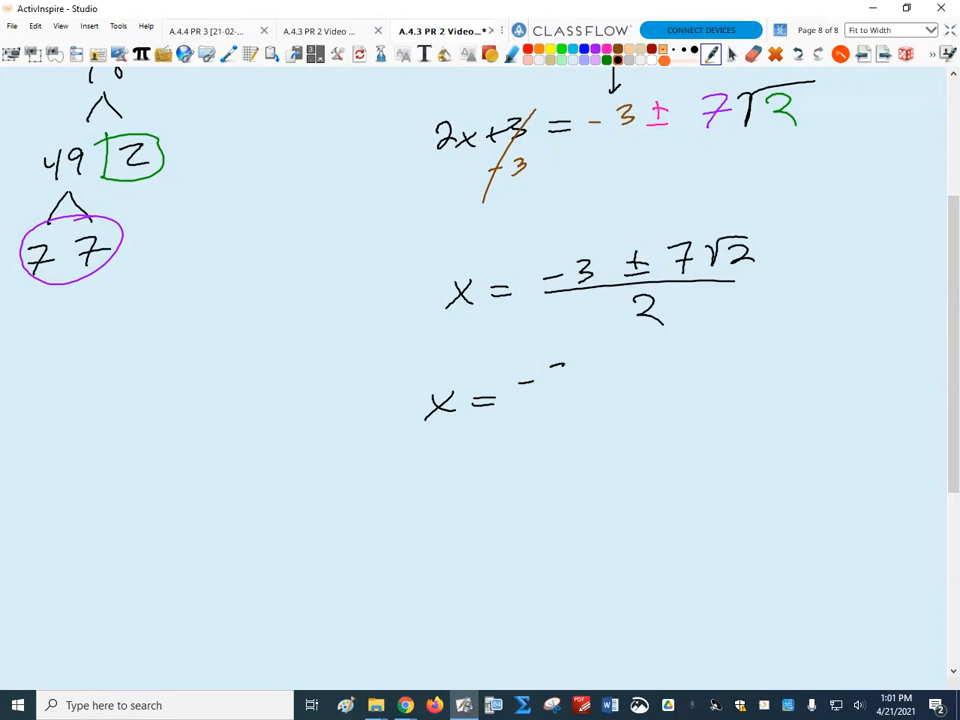 ActivInspire - Studio
File Edit View Insert Tools Help
A.4.4 PR 3 [21-02-... A.4.3 PR 2 Video ... A.4.3 PR 2 Video...* CLASSFLOW CONNECT DEVICES Page 8 of 8 Fit to Width
2x + 3 = - 3 ± 7√2
- 3
49 2
7 7
x = - 3 ± 7√2
2
x = -
Type here to search
1:01 PM
4/21/2021
2